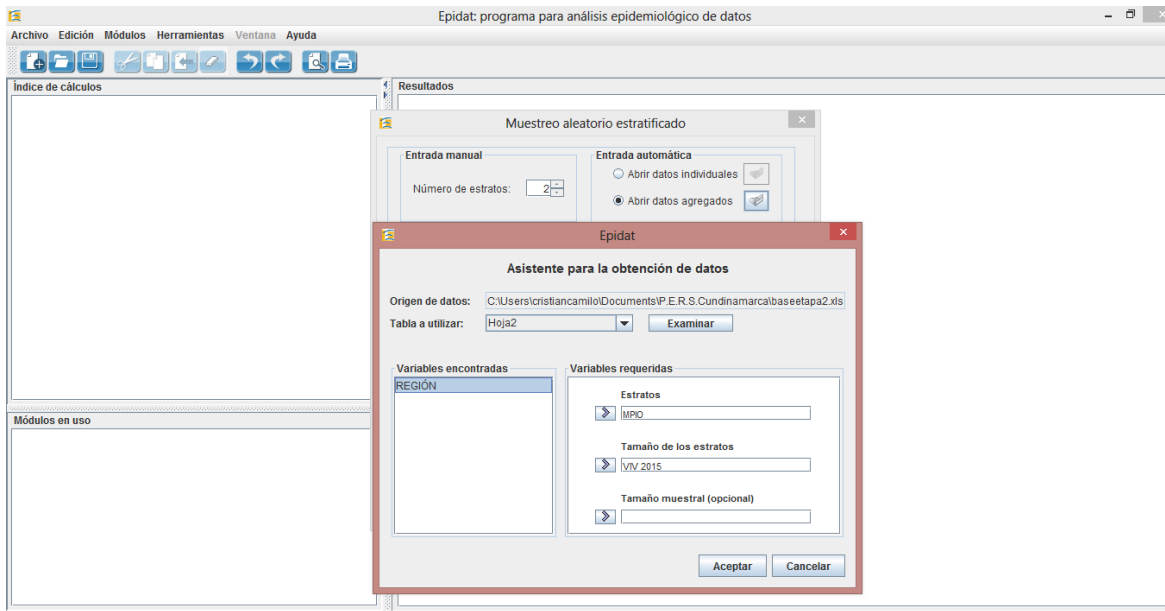 Epidat: programa para análisis epidemiológico de datos
Archivo Edición Módulos Herramientas Ventana Ayuda
Índice de cálculos
Resultados
Muestreo aleatorio estratificado
Entrada manual
Número de estratos: 2
Entrada automática
Abrir datos individuales
Abrir datos agregados
Epidat
Asistente para la obtención de datos
Origen de datos: C:\Users\cristiancamilo\Documents\P.E.R.S.Cundinamarca\baseetapa2.xls
Tabla a utilizar: Hoja2 Examinar
Variables encontradas
REGIÓN
Variables requeridas
Estratos
MPIO
Tamaño de los estratos
VIV 2015
Tamaño muestral (opcional)
Aceptar Cancelar
Módulos en uso